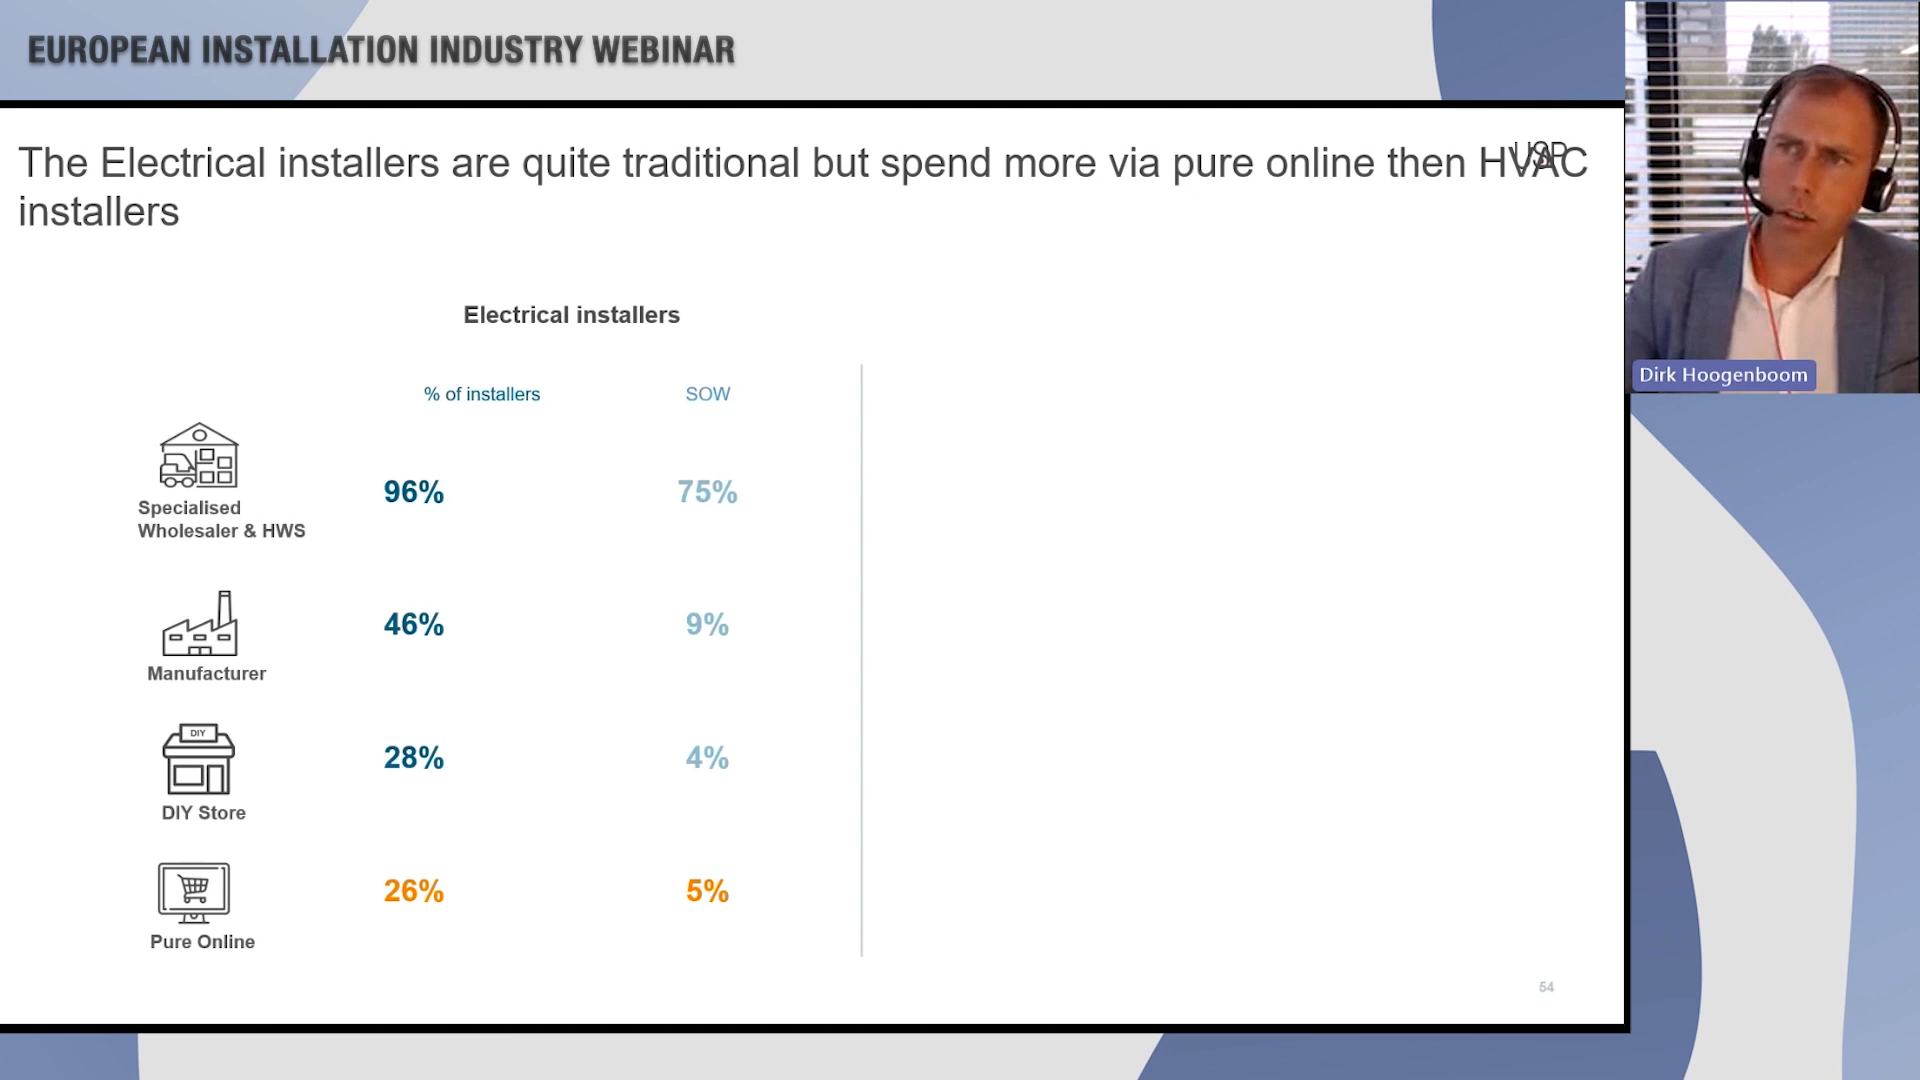 EUROPEAN INSTALLATION INDUSTRY WEBINAR
The Electrical installers are quite traditional but spend more via pure online then HVAC
installers
USP
Electrical installers
% of installers SOW
Specialised
Wholesaler & HWS
96% 75%
Manufacturer
46% 9%
DIY
DIY Store
28% 4%
Pure Online
26% 5%
54
Dirk Hoogenboom